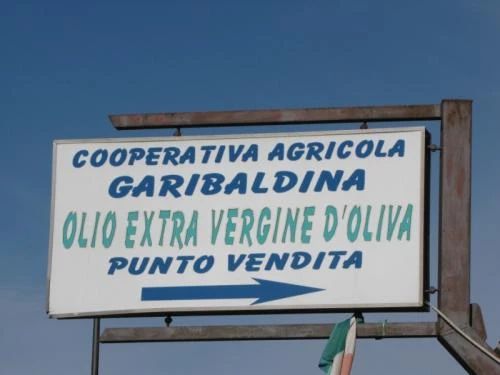 COOPERATIVA AGRICOLA
GARIBALDINA
OLIO EXTRA VERGINE D'OLIVA
PUNTO VENDITA